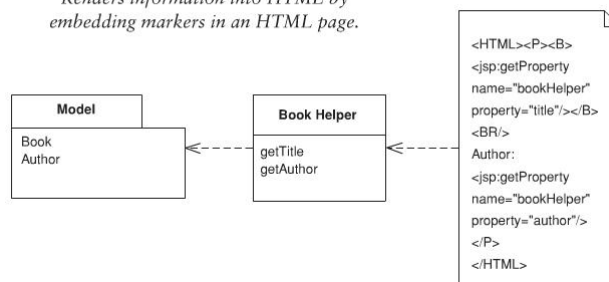 Renders information into HTML by
embedding markers in an HTML page.
Model
Book
Author
Book Helper
getTitle
getAuthor
<HTML><P><B>
<jsp:getProperty
name="bookHelper"
property="title"/></B>
<BR/>
Author:
<jsp:getProperty
name="bookHelper"
property="author"/>
</P>
</HTML>